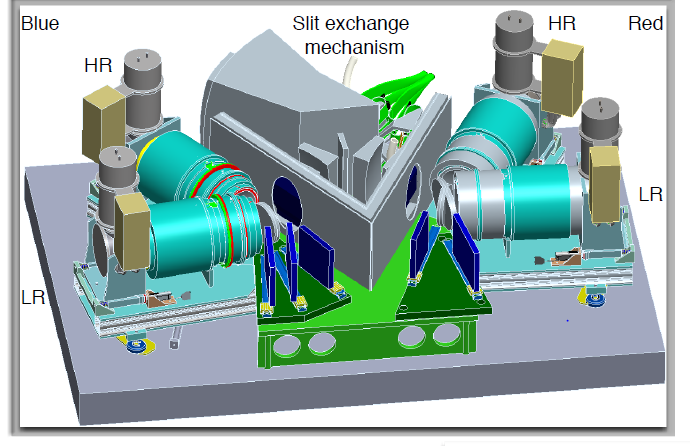 Blue
Slit exchange
mechanism
HR
Red
HR
LR
LR